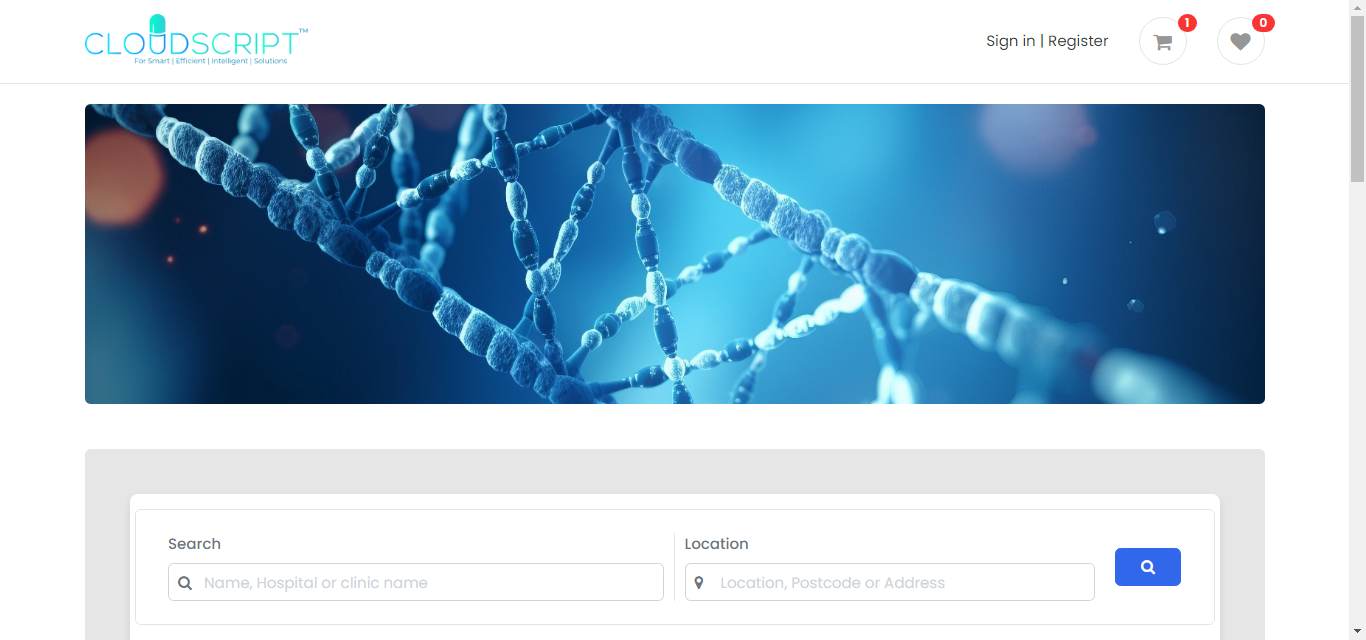 CLOUDSCRIPT™
For Smart | Efficient | Intelligent | Solutions
Sign in | Register
1
0
Search
Location
Name, Hospital or clinic name
Location, Postcode or Address